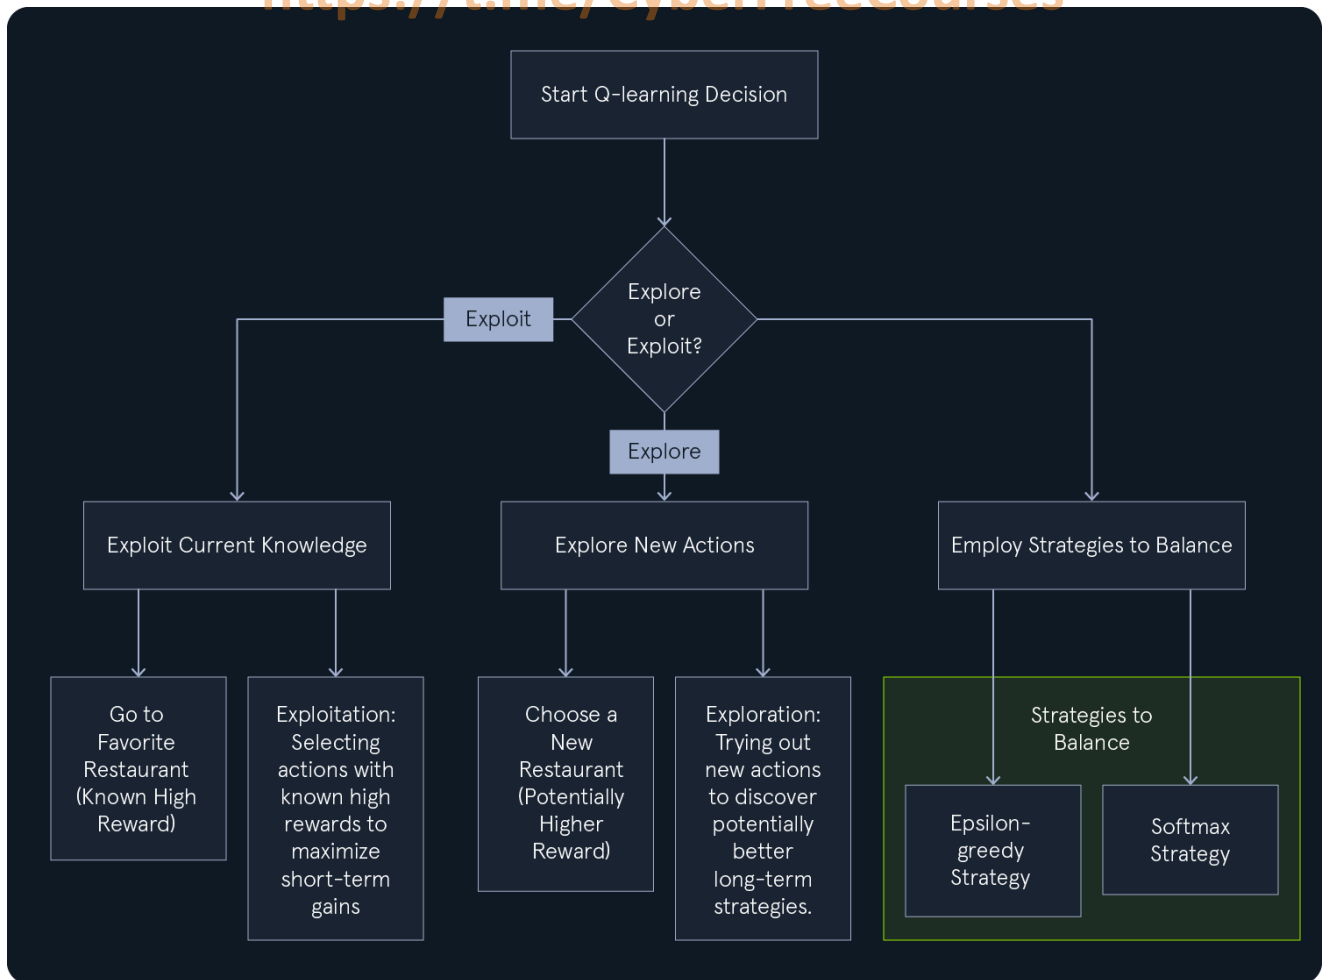 https://t.me/CyberFreeCourses
Start Q-learning Decision
Explore
or
Exploit?
Exploit
Explore
Exploit Current Knowledge
Explore New Actions
Employ Strategies to Balance
Go to
Favorite
Restaurant
(Known High
Reward)
Exploitation:
Selecting
actions with
known high
rewards to
maximize
short-term
gains
Choose a
New
Restaurant
(Potentially
Higher
Reward)
Exploration:
Trying out
new actions
to discover
potentially
better
long-term
strategies.
Strategies to
Balance
Epsilon-
greedy
Strategy
Softmax
Strategy